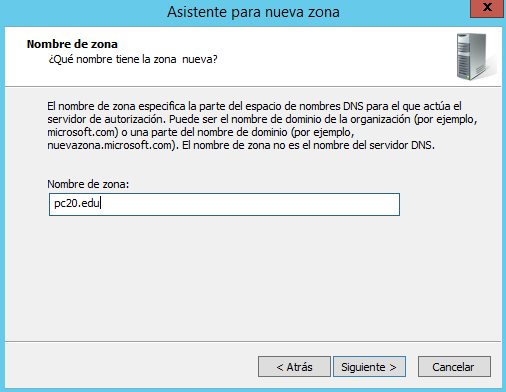 Asistente para nueva zona
x
Nombre de zona
¿Qué nombre tiene la zona nueva?
El nombre de zona especifica la parte del espacio de nombres DNS para el que actúa el
servidor de autorización. Puede ser el nombre de dominio de la organización (por ejemplo,
microsoft.com) o una parte del nombre de dominio (por ejemplo,
nuevazona.microsoft.com). El nombre de zona no es el nombre del servidor DNS.
Nombre de zona:
pc20.edu
< Atrás
Siguiente >
Cancelar